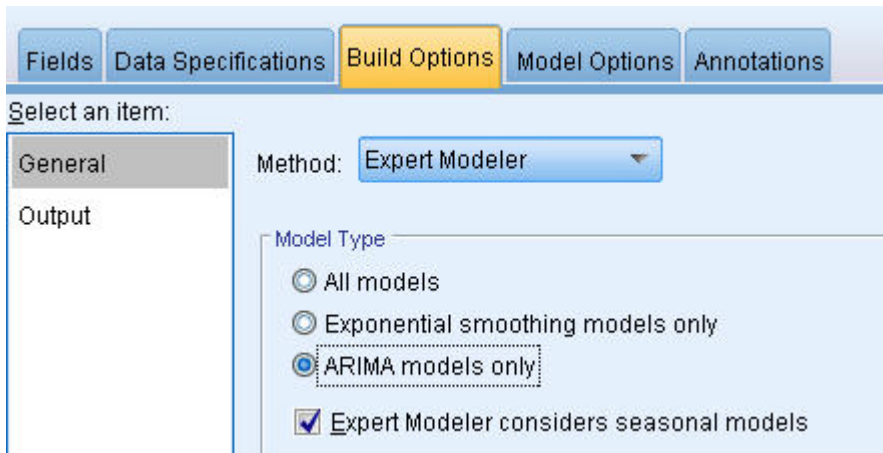 Fields Data Specifications Build Options Model Options Annotations
Select an item:
General
Output
Method: Expert Modeler
Model Type
All models
Exponential smoothing models only
ARIMA models only
Expert Modeler considers seasonal models